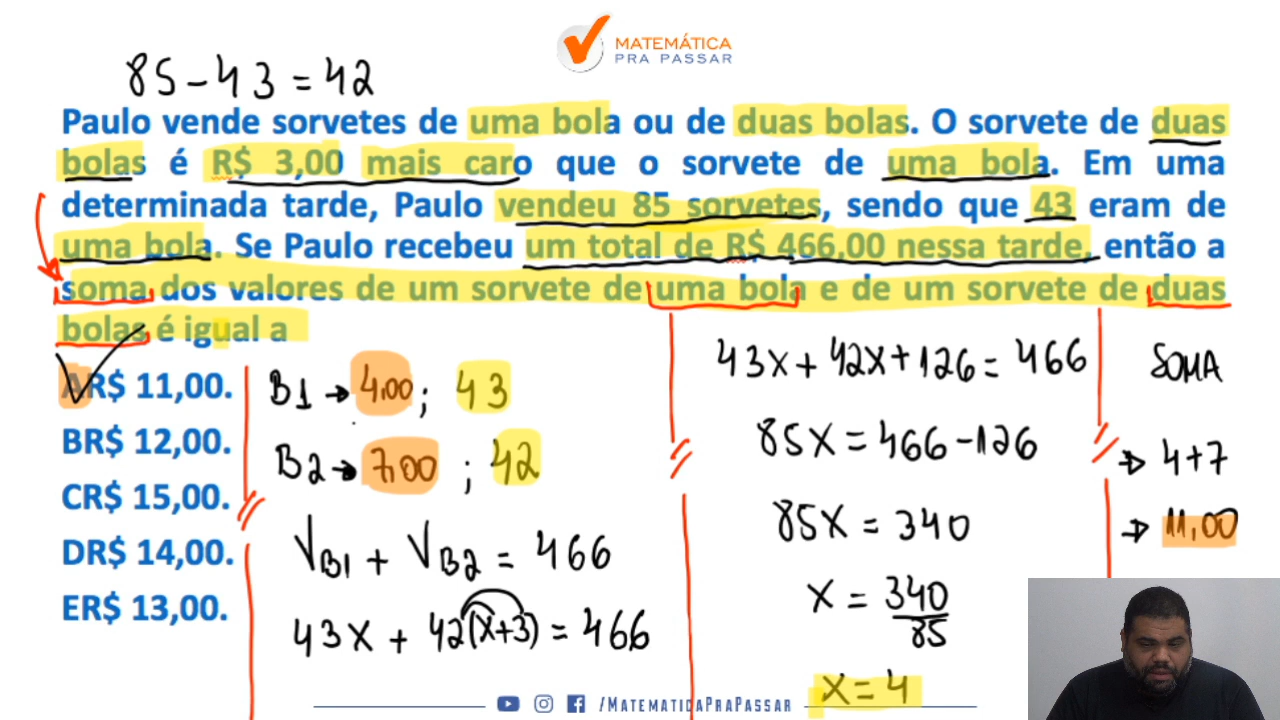 MATEMÁTICA
PRA PASSAR
85-43=42
Paulo vende sorvetes de uma bola ou de duas bolas. O sorvete de duas
bolas é R$ 3,00 mais caro que o sorvete de uma bola. Em uma
determinada tarde, Paulo vendeu 85 sorvetes, sendo que 43 eram de
uma bola. Se Paulo recebeu um total de R$ 466,00 nessa tarde, então a
soma dos valores de um sorvete de uma bola e de um sorvete de duas
bolas é igual a
AR$ 11,00.
BR$ 12,00.
CR$ 15,00.
DR$ 14,00.
ER$ 13,00.
B1 → 4,00 ; 43
B2 → 7,00 ; 42
VB1 + VB2 = 466
43X + 42(X+3) = 466
43X + 42X + 126 = 466
85X = 466 - 126
85X = 340
X = 340/85
X = 4
SOMA
→ 4+7
→ 11,00
/MATEMATICAPRAPASSAR